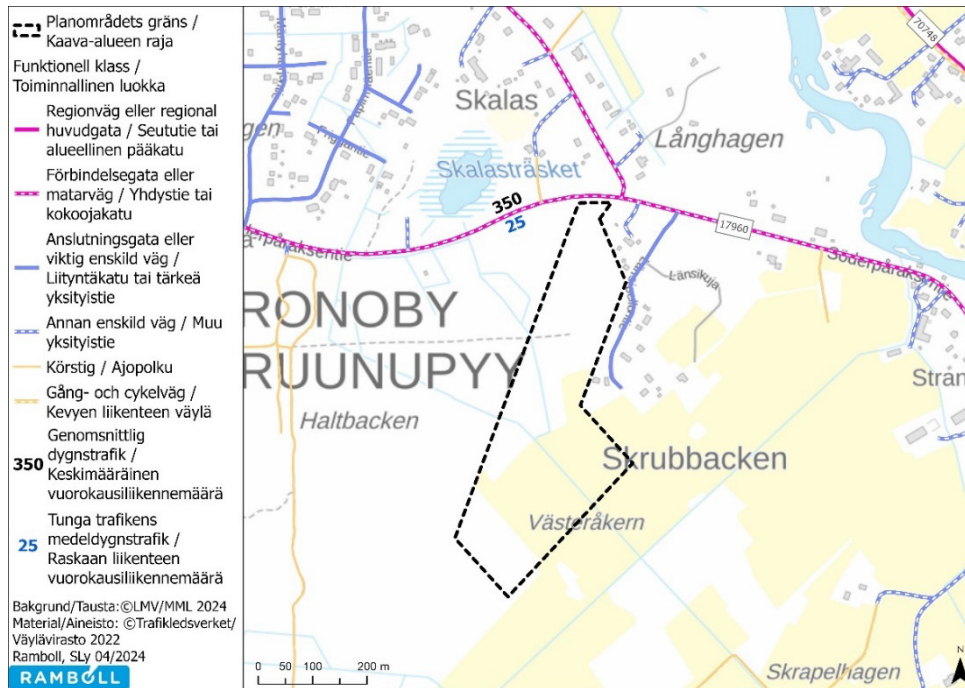 Planområdets gräns /
Kaava-alueen raja
Funktionell klass /
Toiminnallinen luokka
Regionväg eller regional
huvudgata / Seututie tai
alueellinen pääkatu
Förbindelsegata eller
matarväg / Yhdystie tai
kokoojakatu
Anslutningsgata eller
viktig enskild väg /
Liityntäkatu tai tärkeä
yksityistie
Annan enskild väg / Muu
yksityistie
Körstig / Ajopolku
Gång- och cykelväg /
Kevyen liikenteen väylä
Genomsnittlig
dygnstrafik /
350 Keskimääräinen
vuorokausiliikennemäärä
Tunga trafikens
medeldygnstrafik /
25 Raskaan liikenteen
vuorokausiliikennemäärä
Bakgrund/Tausta:©LMV/MML 2024
Material/Aineisto: ©Trafikledsverket/
Väylävirasto 2022
Ramboll, SLy 04/2024
RAMBOLL
70748
Skalas
Långhagen
Skalasträsket
350
25
17960
Länsikuja
RONOBY
RUUNUPYY
Haltbacken
Stran
Skrubbacken
Västeråkern
Skrapelhagen
0 50 100 200 m
N